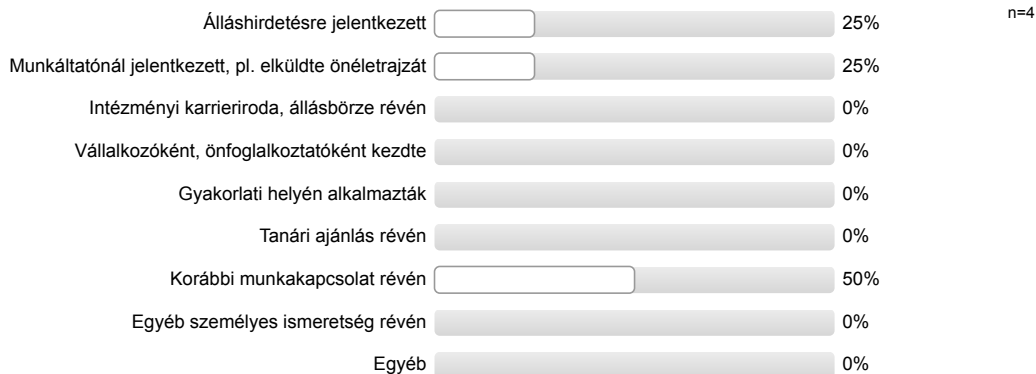 Álláshirdetésre jelentkezett 25% n=4
Munkáltatónál jelentkezett, pl. elküldte önéletrajzát 25%
Intézményi karrieriroda, állásbörze révén 0%
Vállalkozóként, önfoglalkoztatóként kezdte 0%
Gyakorlati helyén alkalmazták 0%
Tanári ajánlás révén 0%
Korábbi munkakapcsolat révén 50%
Egyéb személyes ismeretség révén 0%
Egyéb 0%